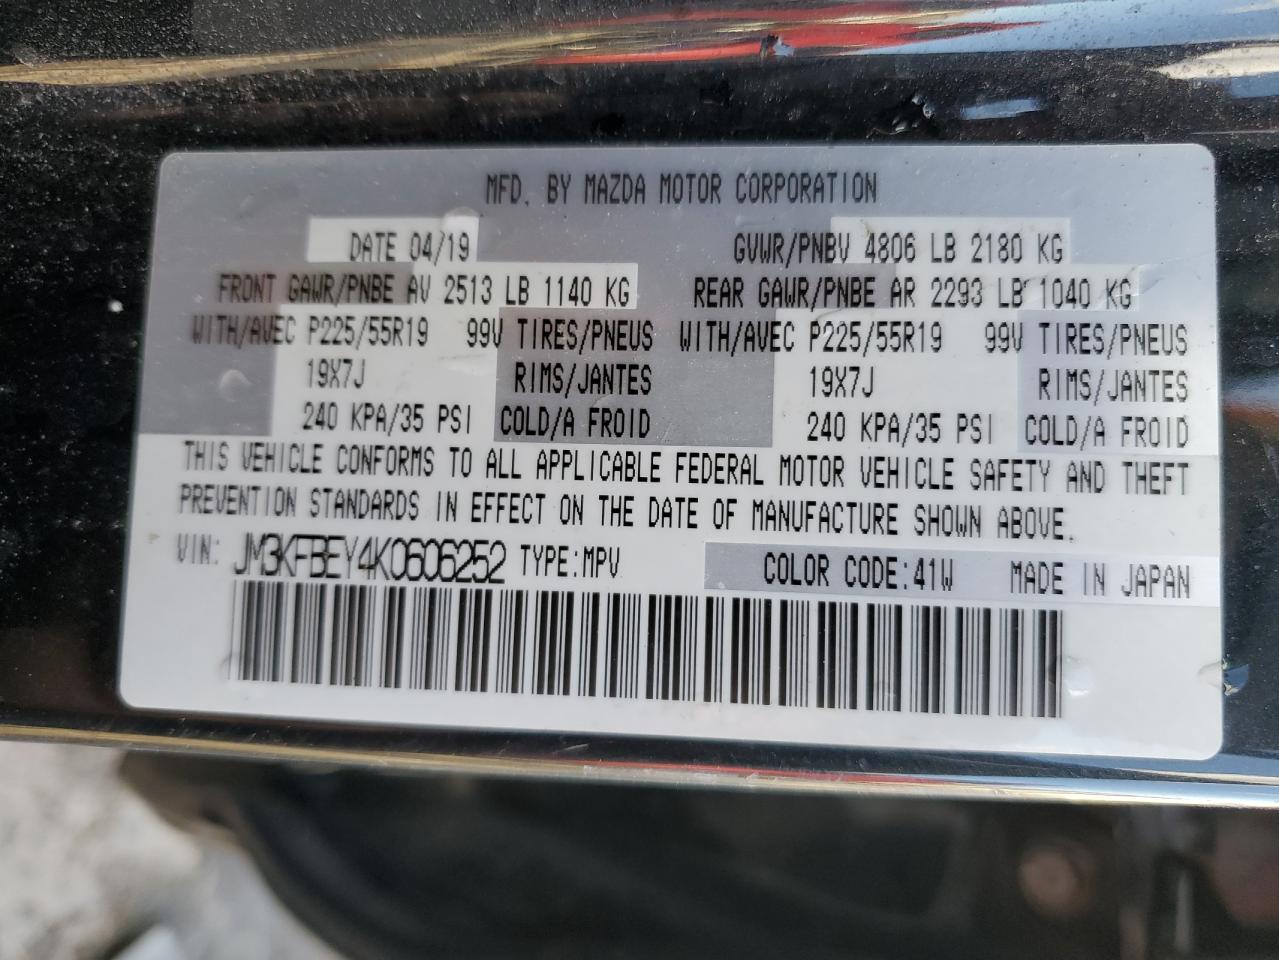 MFD. BY MAZDA MOTOR CORPORATION
DATE 04/19 GVWR/PNBV 4806 LB 2180 KG
FRONT GAWR/PNBE AV 2513 LB 1140 KG REAR GAWR/PNBE AR 2293 LB 1040 KG
WITH/AVEC P225/55R19 99V TIRES/PNEUS WITH/AVEC P225/55R19 99V TIRES/PNEUS
19X7J RIMS/JANTES 19X7J RIMS/JANTES
240 KPA/35 PSI COLD/A FROID 240 KPA/35 PSI COLD/A FROID
THIS VEHICLE CONFORMS TO ALL APPLICABLE FEDERAL MOTOR VEHICLE SAFETY AND THEFT
PREVENTION STANDARDS IN EFFECT ON THE DATE OF MANUFACTURE SHOWN ABOVE.
VIN: JM3KFBEY4K0606252 TYPE:MPV COLOR CODE:41W MADE IN JAPAN